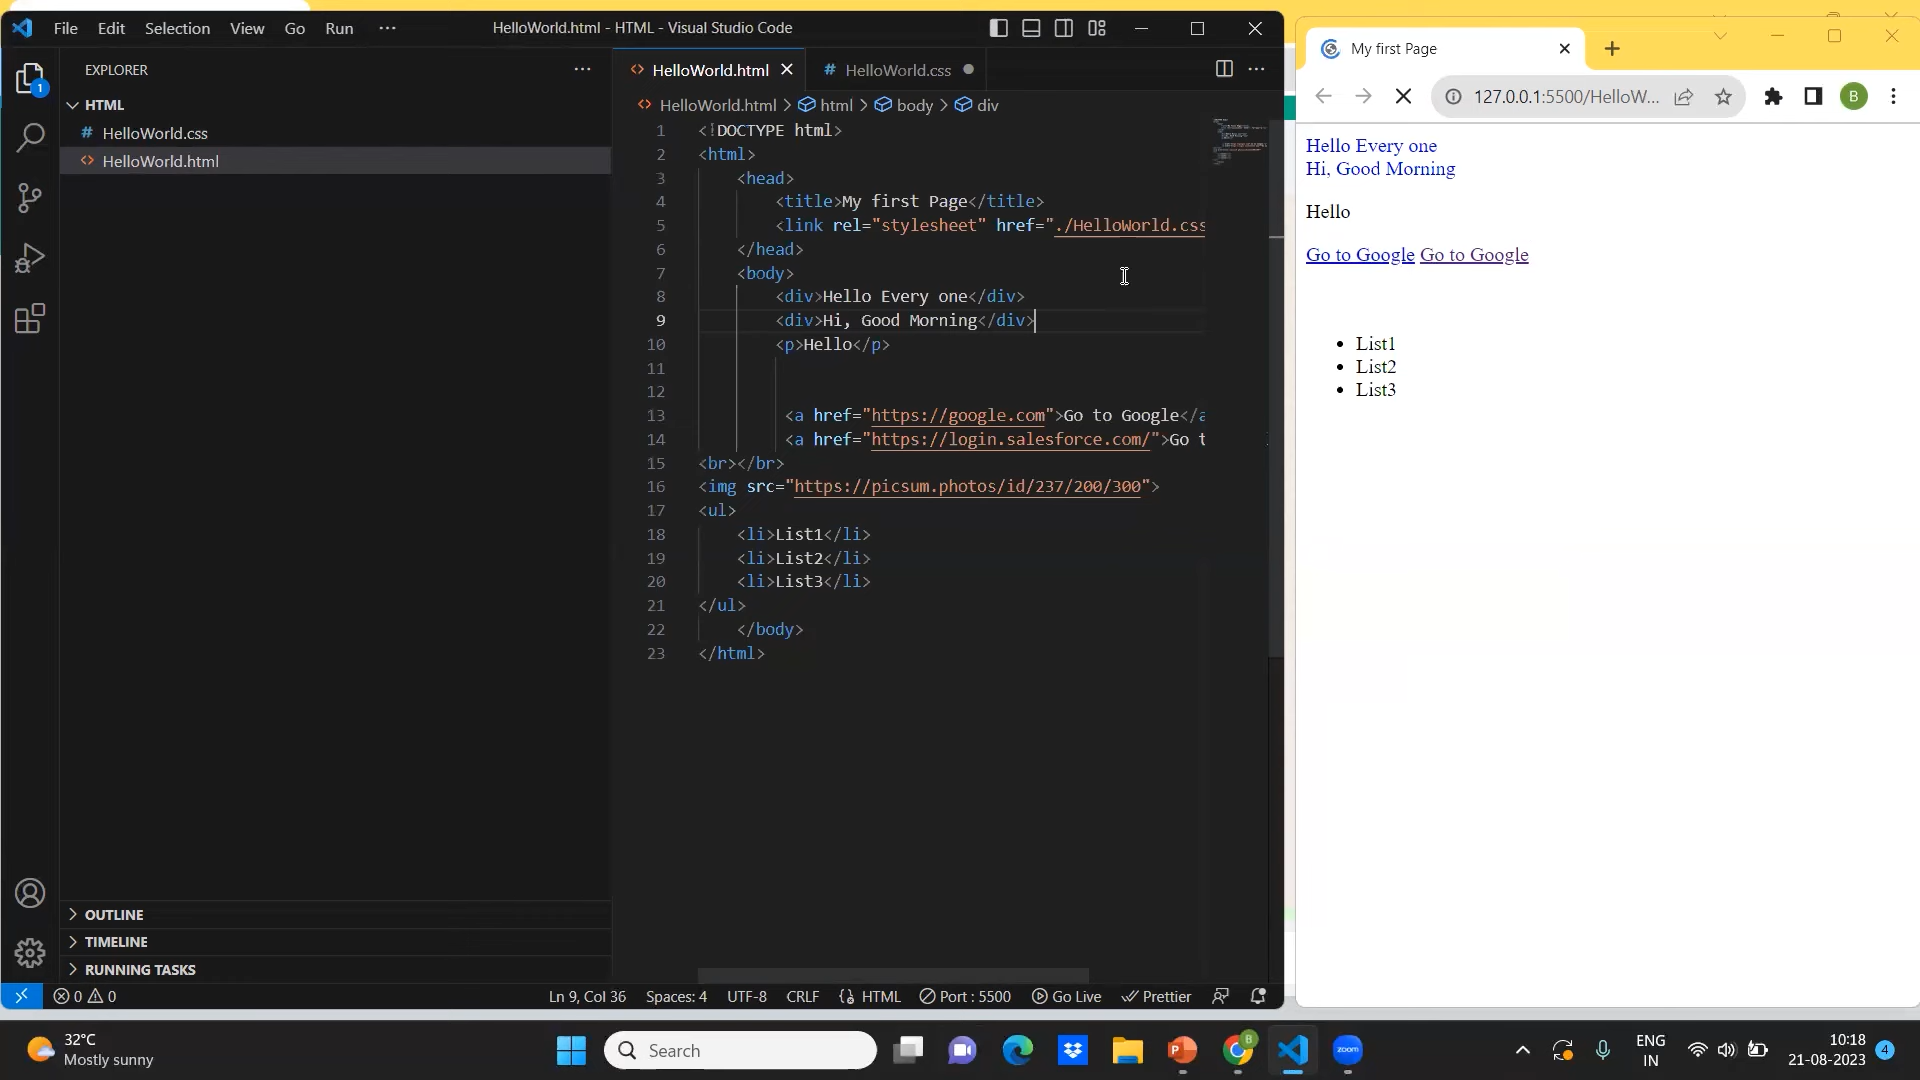 File Edit Selection View Go Run ···
HelloWorld.html - HTML - Visual Studio Code
EXPLORER
1
HTML
# HelloWorld.css
<> HelloWorld.html
OUTLINE
TIMELINE
RUNNING TASKS
<> HelloWorld.html
# HelloWorld.css
<> HelloWorld.html > html > body > div
1 <!DOCTYPE html>
2 <html>
3 <head>
4 <title>My first Page</title>
5 <link rel="stylesheet" href="./HelloWorld.css
6 </head>
7 <body>
8 <div>Hello Every one</div>
9 <div>Hi, Good Morning</div>
10 <p>Hello</p>
11
12
13 <a href="https://google.com">Go to Google</a
14 <a href="https://login.salesforce.com/">Go t
15 <br></br>
16 <img src="https://picsum.photos/id/237/200/300">
17 <ul>
18 <li>List1</li>
19 <li>List2</li>
20 <li>List3</li>
21 </ul>
22 </body>
23 </html>
0 0 Ln 9, Col 36 Spaces: 4 UTF-8 CRLF {} HTML Port : 5500 Go Live Prettier
My first Page
127.0.0.1:5500/HelloW...
B
Hello Every one
Hi, Good Morning
Hello
Go to Google Go to Google
• List1
• List2
• List3
32°C
Mostly sunny
Search
B
zoom
ENG
IN
10:18
21-08-2023
4